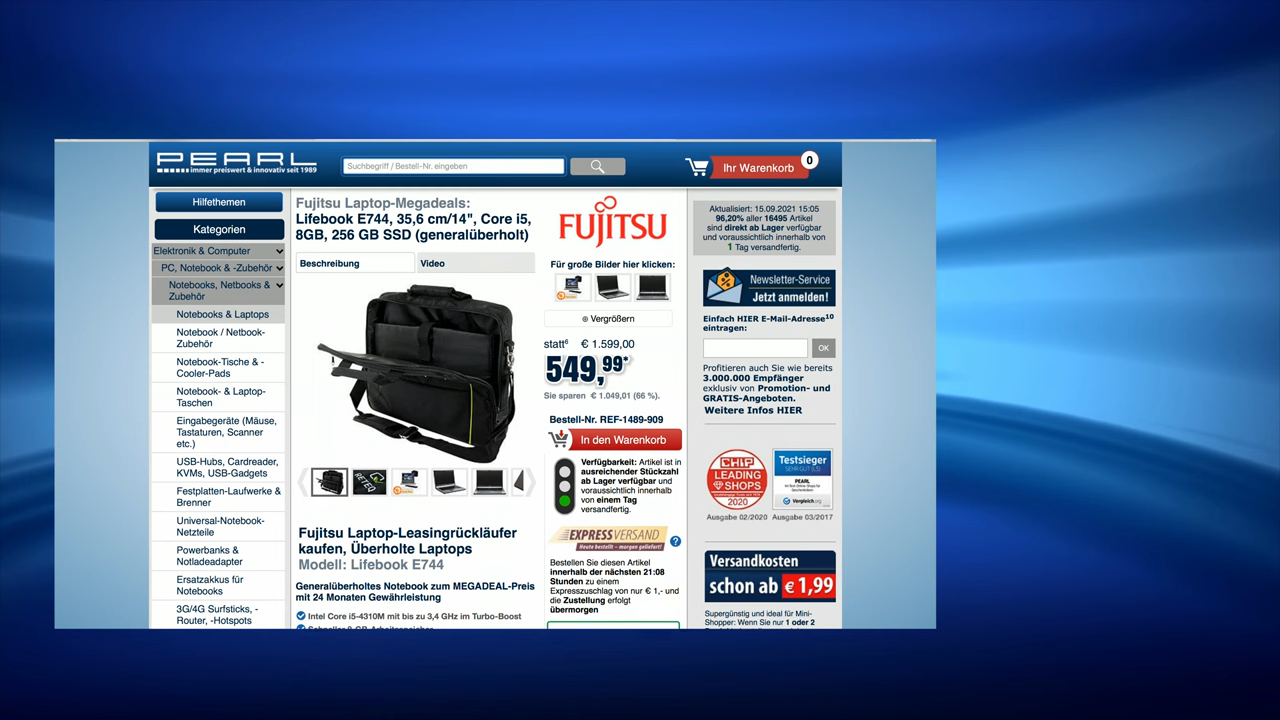 PEARL
immer preiswert & innovativ seit 1989
Suchbegriff / Bestell-Nr. eingeben
Ihr Warenkorb
0
Hilfethemen
Kategorien
Elektronik & Computer
PC, Notebook & -Zubehör
Notebooks, Netbooks &
Zubehör
Notebooks & Laptops
Notebook / Netbook-
Zubehör
Notebook-Tische & -
Cooler-Pads
Notebook- & Laptop-
Taschen
Eingabegeräte (Mäuse,
Tastaturen, Scanner
etc.)
USB-Hubs, Cardreader,
KVMs, USB-Gadgets
Festplatten-Laufwerke &
Brenner
Universal-Notebook-
Netzteile
Powerbanks &
Notladeadapter
Ersatzakkus für
Notebooks
3G/4G Surfsticks, -
Router, -Hotspots
Fujitsu Laptop-Megadeals:
Lifebook E744, 35,6 cm/14", Core i5,
8GB, 256 GB SSD (generalüberholt)
Beschreibung
Video
Fujitsu Laptop-Leasingrückläufer
kaufen, Überholte Laptops
Modell: Lifebook E744
Generalüberholtes Notebook zum MEGADEAL-Preis
mit 24 Monaten Gewährleistung
Intel Core i5-4310M mit bis zu 3,4 GHz im Turbo-Boost
Schneller 8-GB-Arbeitsspeicher
FUJITSU
Für große Bilder hier klicken:
Vergrößern
statt⁶ € 1.599,00
549,99*
Sie sparen € 1.049,01 (66 %).
Bestell-Nr. REF-1489-909
In den Warenkorb
Verfügbarkeit: Artikel ist in
ausreichender Stückzahl
ab Lager verfügbar und
voraussichtlich innerhalb
von einem Tag
versandfertig.
EXPRESSVERSAND
Heute bestellt – morgen geliefert!
?
Bestellen Sie diesen Artikel
innerhalb der nächsten 21:08
Stunden zu einem
Expresszuschlag von nur € 1,- und
die Zustellung erfolgt
übermorgen
Aktualisiert: 15.09.2021 15:05
96,20% aller 16495 Artikel
sind direkt ab Lager verfügbar
und voraussichtlich innerhalb von
1 Tag versandfertig.
Newsletter-Service
Jetzt anmelden!
Einfach HIER E-Mail-Adresse¹⁰
eintragen:
OK
Profitieren auch Sie wie bereits
3.000.000 Empfänger
exklusiv von Promotion- und
GRATIS-Angeboten.
Weitere Infos HIER
CHIP
LEADING
SHOPS
2020
Testsieger
SEHR GUT (1,5)
PEARL
Vergleich.org
Ausgabe 02/2020 Ausgabe 03/2017
Versandkosten
schon ab € 1,99
Supergünstig und ideal für Mini-
Shopper: Wenn Sie nur 1 oder 2